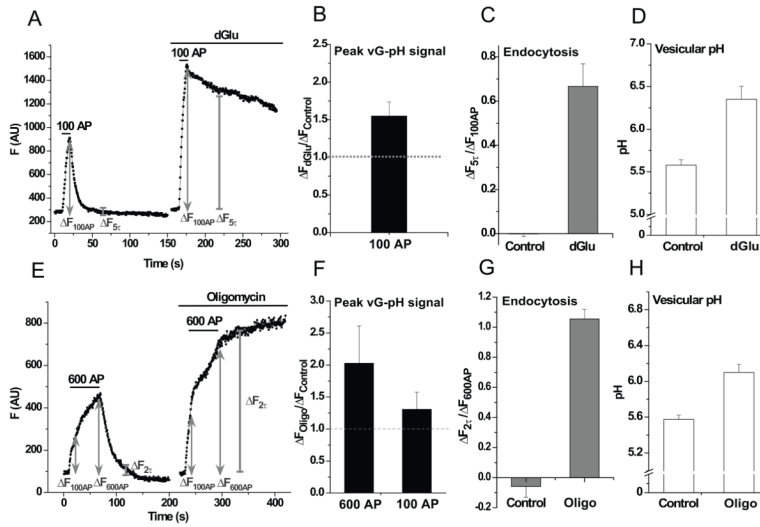 A
dGlu
100 AP
100 AP
F (AU)
1600
1400
1200
1000
800
600
400
200
ΔF100AP
ΔF5τ
ΔF100AP
ΔF5τ
0 50 100 150 200 250 300
Time (s)
B
Peak vG-pH signal
ΔFdGlu/ΔFControl
2.5
2.0
1.5
1.0
0.5
0.0
100 AP
C
Endocytosis
ΔF5τ/ΔF100AP
0.8
0.6
0.4
0.2
0.0
Control dGlu
D
Vesicular pH
pH
6.5
6.0
5.5
5.0
0.0
Control dGlu
E
Oligomycin
600 AP
600 AP
F (AU)
800
600
400
200
0
ΔF2τ
ΔF2τ
ΔF100AP
ΔF600AP
ΔF100AP
ΔF600AP
0 100 200 300 400
Time (s)
F
Peak vG-pH signal
ΔFOligo/ΔFControl
3.0
2.5
2.0
1.5
1.0
0.5
0.0
600 AP 100 AP
G
Endocytosis
ΔF2τ/ΔF600AP
1.2
1.0
0.8
0.6
0.4
0.2
0.0
-0.2
Control Oligo
H
Vesicular pH
pH
6.4
6.0
5.6
5.2
0.0
Control Oligo